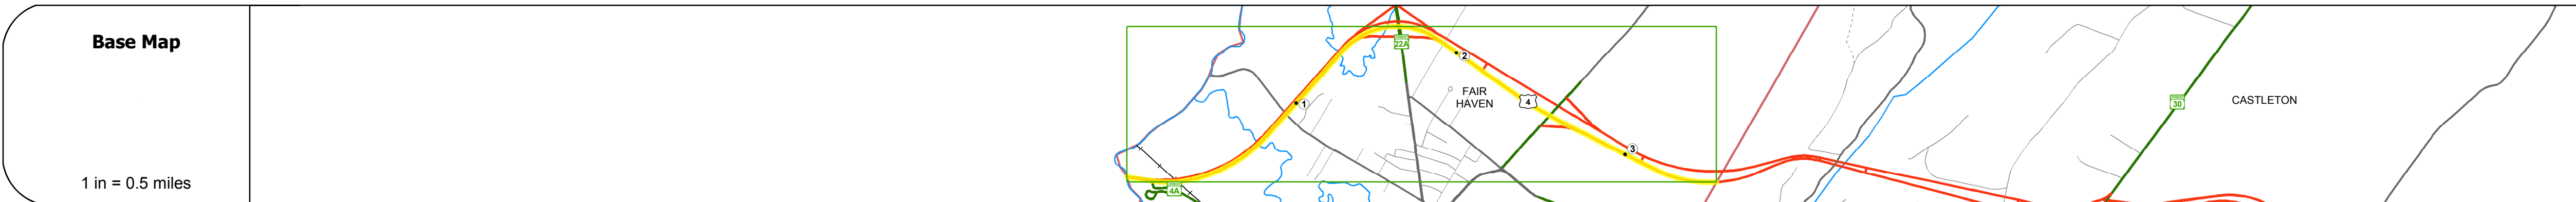 Base Map
1 in = 0.5 miles
22A
2
1
FAIR
HAVEN
4
3
4A
30
CASTLETON